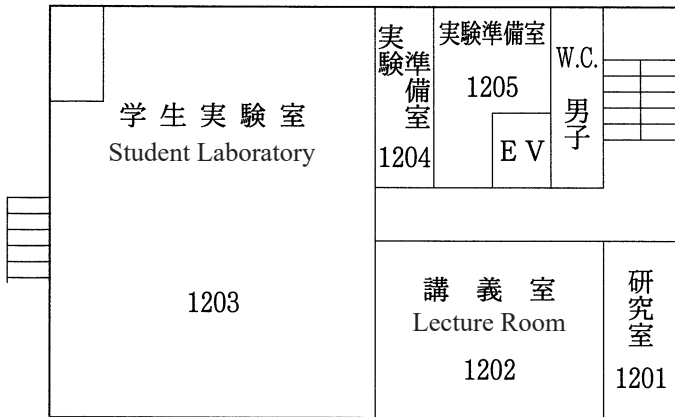 学生実験室
Student Laboratory
1203
実験準備室
1204
実験準備室
1205
EV
W.C.
男子
講義室
Lecture Room
1202
研究室
1201